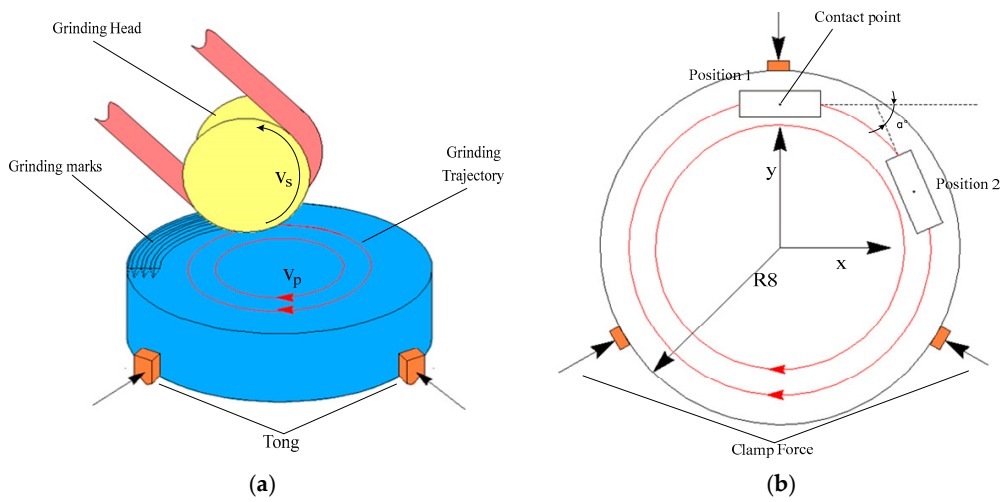 Grinding Head
Grinding marks
Grinding
Trajectory
vs
vp
Tong
(a)
Contact point
Position 1
α°
Position 2
y
x
R8
Clamp Force
(b)